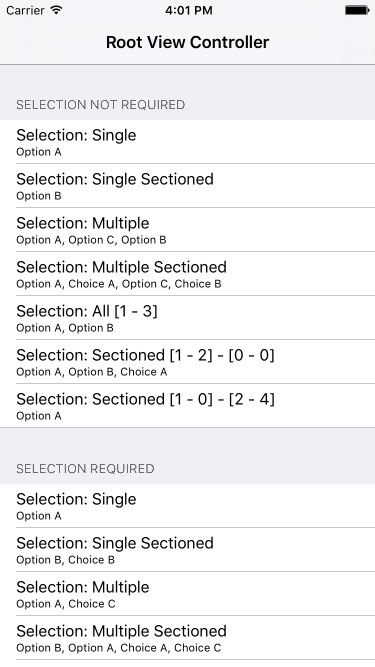 Carrier 4:01 PM
Root View Controller
SELECTION NOT REQUIRED
Selection: Single
Option A
Selection: Single Sectioned
Option B
Selection: Multiple
Option A, Option C, Option B
Selection: Multiple Sectioned
Option A, Choice A, Option C, Choice B
Selection: All [1 - 3]
Option A, Option B
Selection: Sectioned [1 - 2] - [0 - 0]
Option A, Option B, Choice A
Selection: Sectioned [1 - 0] - [2 - 4]
Option A
SELECTION REQUIRED
Selection: Single
Option A
Selection: Single Sectioned
Option B, Choice B
Selection: Multiple
Option A, Choice C
Selection: Multiple Sectioned
Option B, Option A, Choice A, Choice C